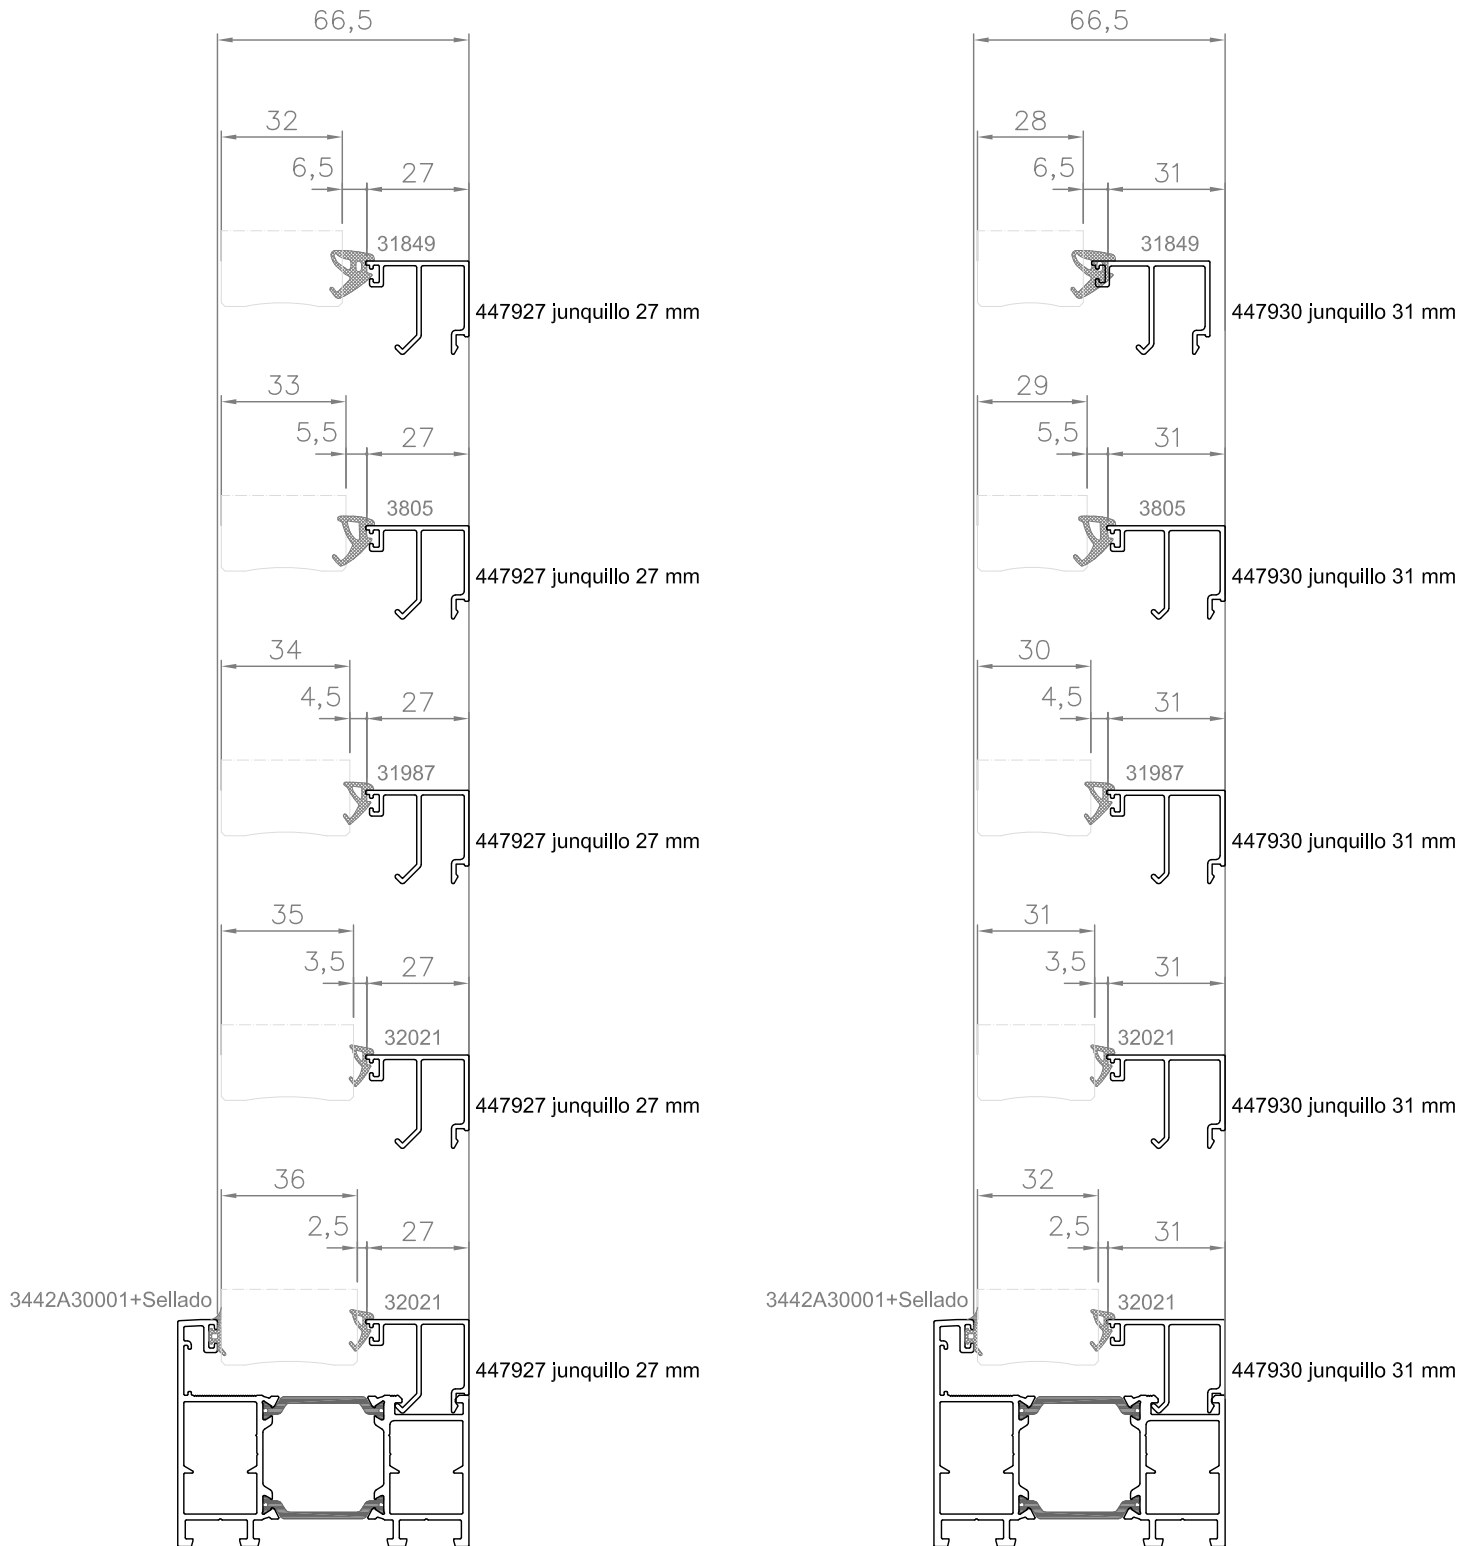 66,5 66,5
32 28
6,5 27 6,5 31
31849 31849
447927 junquillo 27 mm 447930 junquillo 31 mm
33 29
5,5 27 5,5 31
3805 3805
447927 junquillo 27 mm 447930 junquillo 31 mm
34 30
4,5 27 4,5 31
31987 31987
447927 junquillo 27 mm 447930 junquillo 31 mm
35 31
3,5 27 3,5 31
32021 32021
447927 junquillo 27 mm 447930 junquillo 31 mm
36 32
2,5 27 2,5 31
3442A30001+Sellado 32021 3442A30001+Sellado 32021
447927 junquillo 27 mm 447930 junquillo 31 mm